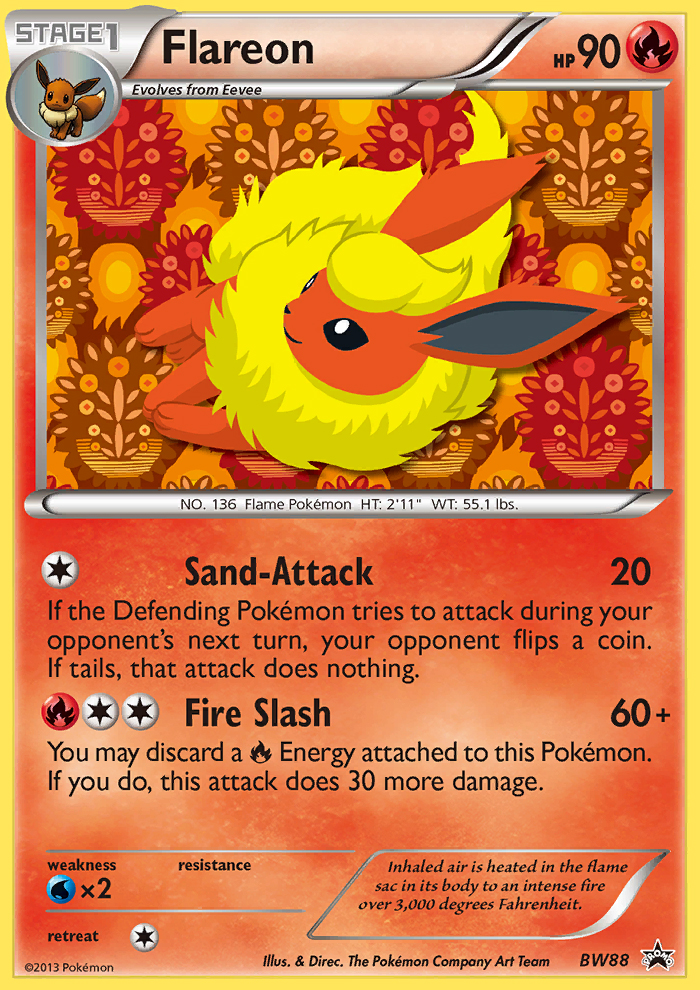 STAGE1
Flareon
HP 90
Evolves from Eevee
NO. 136 Flame Pokémon HT: 2'11" WT: 55.1 lbs.
Sand-Attack 20
If the Defending Pokémon tries to attack during your
opponent's next turn, your opponent flips a coin.
If tails, that attack does nothing.
Fire Slash 60+
You may discard a Energy attached to this Pokémon.
If you do, this attack does 30 more damage.
weakness resistance
×2
Inhaled air is heated in the flame
sac in its body to an intense fire
over 3,000 degrees Fahrenheit.
retreat
©2013 Pokémon
Illus. & Direc. The Pokémon Company Art Team
BW88
PROMO